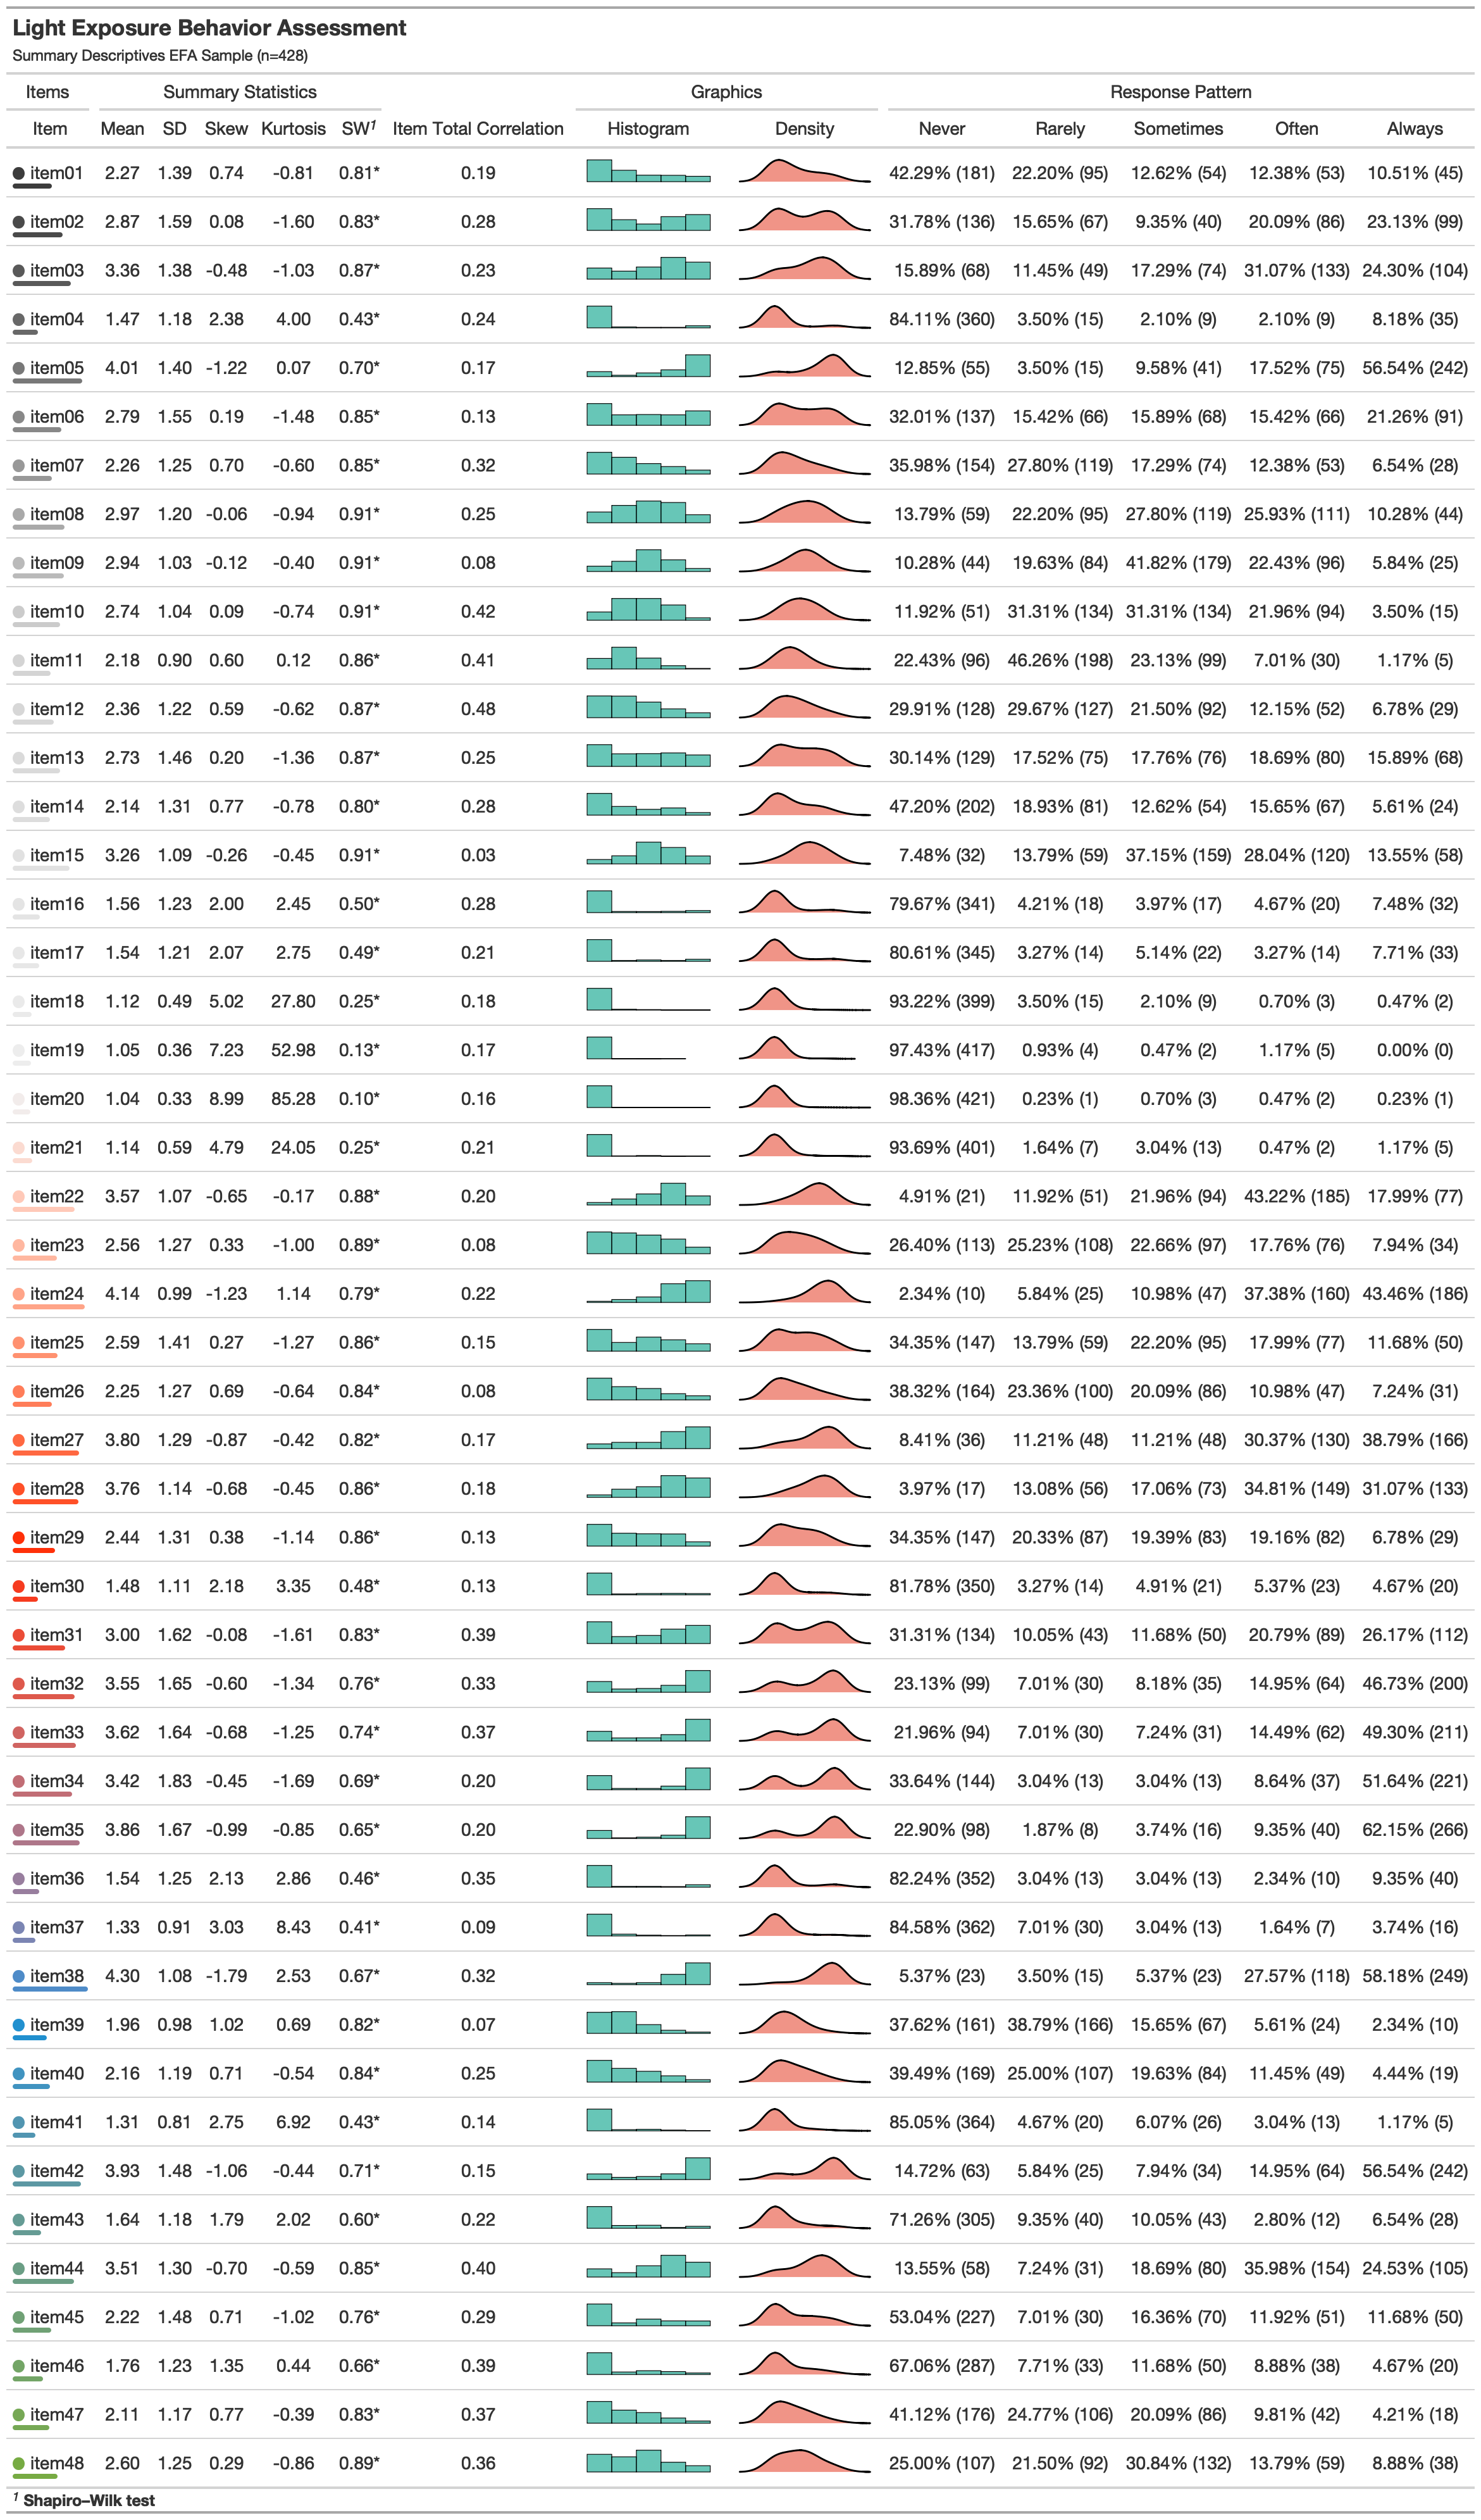 Light Exposure Behavior Assessment
Summary Descriptives EFA Sample (n=428)
Items Summary Statistics Graphics Response Pattern
Item Mean SD Skew Kurtosis SW¹ Item Total Correlation Histogram Density Never Rarely Sometimes Often Always
item01 2.27 1.39 0.74 -0.81 0.81* 0.19 42.29% (181) 22.20% (95) 12.62% (54) 12.38% (53) 10.51% (45)
item02 2.87 1.59 0.08 -1.60 0.83* 0.28 31.78% (136) 15.65% (67) 9.35% (40) 20.09% (86) 23.13% (99)
item03 3.36 1.38 -0.48 -1.03 0.87* 0.23 15.89% (68) 11.45% (49) 17.29% (74) 31.07% (133) 24.30% (104)
item04 1.47 1.18 2.38 4.00 0.43* 0.24 84.11% (360) 3.50% (15) 2.10% (9) 2.10% (9) 8.18% (35)
item05 4.01 1.40 -1.22 0.07 0.70* 0.17 12.85% (55) 3.50% (15) 9.58% (41) 17.52% (75) 56.54% (242)
item06 2.79 1.55 0.19 -1.48 0.85* 0.13 32.01% (137) 15.42% (66) 15.89% (68) 15.42% (66) 21.26% (91)
item07 2.26 1.25 0.70 -0.60 0.85* 0.32 35.98% (154) 27.80% (119) 17.29% (74) 12.38% (53) 6.54% (28)
item08 2.97 1.20 -0.06 -0.94 0.91* 0.25 13.79% (59) 22.20% (95) 27.80% (119) 25.93% (111) 10.28% (44)
item09 2.94 1.03 -0.12 -0.40 0.91* 0.08 10.28% (44) 19.63% (84) 41.82% (179) 22.43% (96) 5.84% (25)
item10 2.74 1.04 0.09 -0.74 0.91* 0.42 11.92% (51) 31.31% (134) 31.31% (134) 21.96% (94) 3.50% (15)
item11 2.18 0.90 0.60 0.12 0.86* 0.41 22.43% (96) 46.26% (198) 23.13% (99) 7.01% (30) 1.17% (5)
item12 2.36 1.22 0.59 -0.62 0.87* 0.48 29.91% (128) 29.67% (127) 21.50% (92) 12.15% (52) 6.78% (29)
item13 2.73 1.46 0.20 -1.36 0.87* 0.25 30.14% (129) 17.52% (75) 17.76% (76) 18.69% (80) 15.89% (68)
item14 2.14 1.31 0.77 -0.78 0.80* 0.28 47.20% (202) 18.93% (81) 12.62% (54) 15.65% (67) 5.61% (24)
item15 3.26 1.09 -0.26 -0.45 0.91* 0.03 7.48% (32) 13.79% (59) 37.15% (159) 28.04% (120) 13.55% (58)
item16 1.56 1.23 2.00 2.45 0.50* 0.28 79.67% (341) 4.21% (18) 3.97% (17) 4.67% (20) 7.48% (32)
item17 1.54 1.21 2.07 2.75 0.49* 0.21 80.61% (345) 3.27% (14) 5.14% (22) 3.27% (14) 7.71% (33)
item18 1.12 0.49 5.02 27.80 0.25* 0.18 93.22% (399) 3.50% (15) 2.10% (9) 0.70% (3) 0.47% (2)
item19 1.05 0.36 7.23 52.98 0.13* 0.17 97.43% (417) 0.93% (4) 0.47% (2) 1.17% (5) 0.00% (0)
item20 1.04 0.33 8.99 85.28 0.10* 0.16 98.36% (421) 0.23% (1) 0.70% (3) 0.47% (2) 0.23% (1)
item21 1.14 0.59 4.79 24.05 0.25* 0.21 93.69% (401) 1.64% (7) 3.04% (13) 0.47% (2) 1.17% (5)
item22 3.57 1.07 -0.65 -0.17 0.88* 0.20 4.91% (21) 11.92% (51) 21.96% (94) 43.22% (185) 17.99% (77)
item23 2.56 1.27 0.33 -1.00 0.89* 0.08 26.40% (113) 25.23% (108) 22.66% (97) 17.76% (76) 7.94% (34)
item24 4.14 0.99 -1.23 1.14 0.79* 0.22 2.34% (10) 5.84% (25) 10.98% (47) 37.38% (160) 43.46% (186)
item25 2.59 1.41 0.27 -1.27 0.86* 0.15 34.35% (147) 13.79% (59) 22.20% (95) 17.99% (77) 11.68% (50)
item26 2.25 1.27 0.69 -0.64 0.84* 0.08 38.32% (164) 23.36% (100) 20.09% (86) 10.98% (47) 7.24% (31)
item27 3.80 1.29 -0.87 -0.42 0.82* 0.17 8.41% (36) 11.21% (48) 11.21% (48) 30.37% (130) 38.79% (166)
item28 3.76 1.14 -0.68 -0.45 0.86* 0.18 3.97% (17) 13.08% (56) 17.06% (73) 34.81% (149) 31.07% (133)
item29 2.44 1.31 0.38 -1.14 0.86* 0.13 34.35% (147) 20.33% (87) 19.39% (83) 19.16% (82) 6.78% (29)
item30 1.48 1.11 2.18 3.35 0.48* 0.13 81.78% (350) 3.27% (14) 4.91% (21) 5.37% (23) 4.67% (20)
item31 3.00 1.62 -0.08 -1.61 0.83* 0.39 31.31% (134) 10.05% (43) 11.68% (50) 20.79% (89) 26.17% (112)
item32 3.55 1.65 -0.60 -1.34 0.76* 0.33 23.13% (99) 7.01% (30) 8.18% (35) 14.95% (64) 46.73% (200)
item33 3.62 1.64 -0.68 -1.25 0.74* 0.37 21.96% (94) 7.01% (30) 7.24% (31) 14.49% (62) 49.30% (211)
item34 3.42 1.83 -0.45 -1.69 0.69* 0.20 33.64% (144) 3.04% (13) 3.04% (13) 8.64% (37) 51.64% (221)
item35 3.86 1.67 -0.99 -0.85 0.65* 0.20 22.90% (98) 1.87% (8) 3.74% (16) 9.35% (40) 62.15% (266)
item36 1.54 1.25 2.13 2.86 0.46* 0.35 82.24% (352) 3.04% (13) 3.04% (13) 2.34% (10) 9.35% (40)
item37 1.33 0.91 3.03 8.43 0.41* 0.09 84.58% (362) 7.01% (30) 3.04% (13) 1.64% (7) 3.74% (16)
item38 4.30 1.08 -1.79 2.53 0.67* 0.32 5.37% (23) 3.50% (15) 5.37% (23) 27.57% (118) 58.18% (249)
item39 1.96 0.98 1.02 0.69 0.82* 0.07 37.62% (161) 38.79% (166) 15.65% (67) 5.61% (24) 2.34% (10)
item40 2.16 1.19 0.71 -0.54 0.84* 0.25 39.49% (169) 25.00% (107) 19.63% (84) 11.45% (49) 4.44% (19)
item41 1.31 0.81 2.75 6.92 0.43* 0.14 85.05% (364) 4.67% (20) 6.07% (26) 3.04% (13) 1.17% (5)
item42 3.93 1.48 -1.06 -0.44 0.71* 0.15 14.72% (63) 5.84% (25) 7.94% (34) 14.95% (64) 56.54% (242)
item43 1.64 1.18 1.79 2.02 0.60* 0.22 71.26% (305) 9.35% (40) 10.05% (43) 2.80% (12) 6.54% (28)
item44 3.51 1.30 -0.70 -0.59 0.85* 0.40 13.55% (58) 7.24% (31) 18.69% (80) 35.98% (154) 24.53% (105)
item45 2.22 1.48 0.71 -1.02 0.76* 0.29 53.04% (227) 7.01% (30) 16.36% (70) 11.92% (51) 11.68% (50)
item46 1.76 1.23 1.35 0.44 0.66* 0.39 67.06% (287) 7.71% (33) 11.68% (50) 8.88% (38) 4.67% (20)
item47 2.11 1.17 0.77 -0.39 0.83* 0.37 41.12% (176) 24.77% (106) 20.09% (86) 9.81% (42) 4.21% (18)
item48 2.60 1.25 0.29 -0.86 0.89* 0.36 25.00% (107) 21.50% (92) 30.84% (132) 13.79% (59) 8.88% (38)
¹ Shapiro–Wilk test